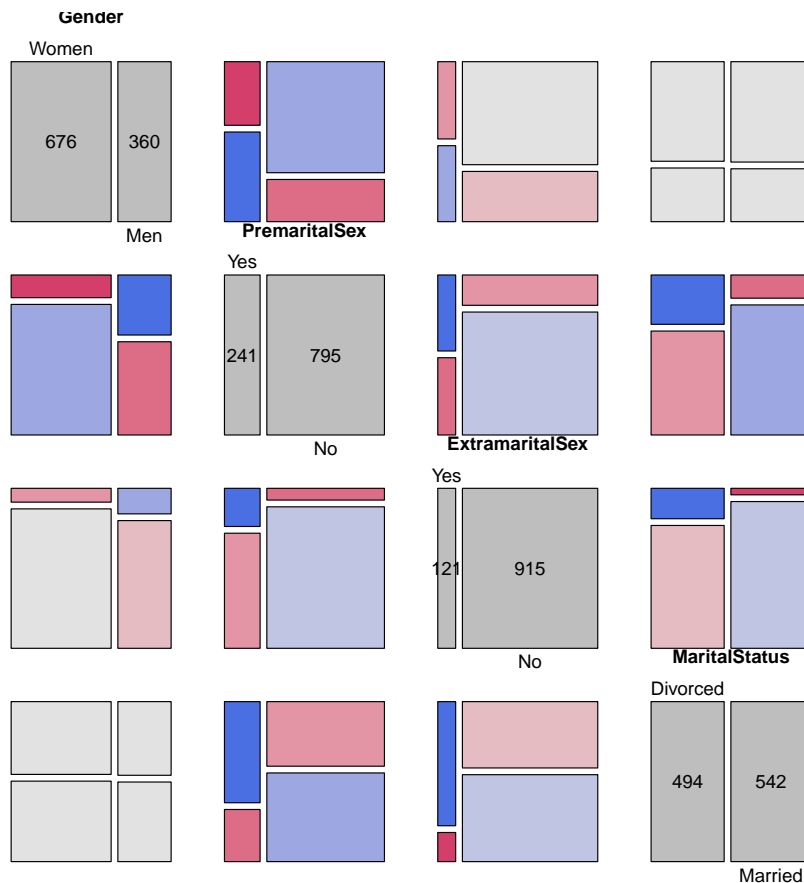 Gender
Women
676 360
Men
PremaritalSex
Yes
241 795
No
ExtramaritalSex
Yes
121 915
No
MaritalStatus
Divorced
494 542
Married